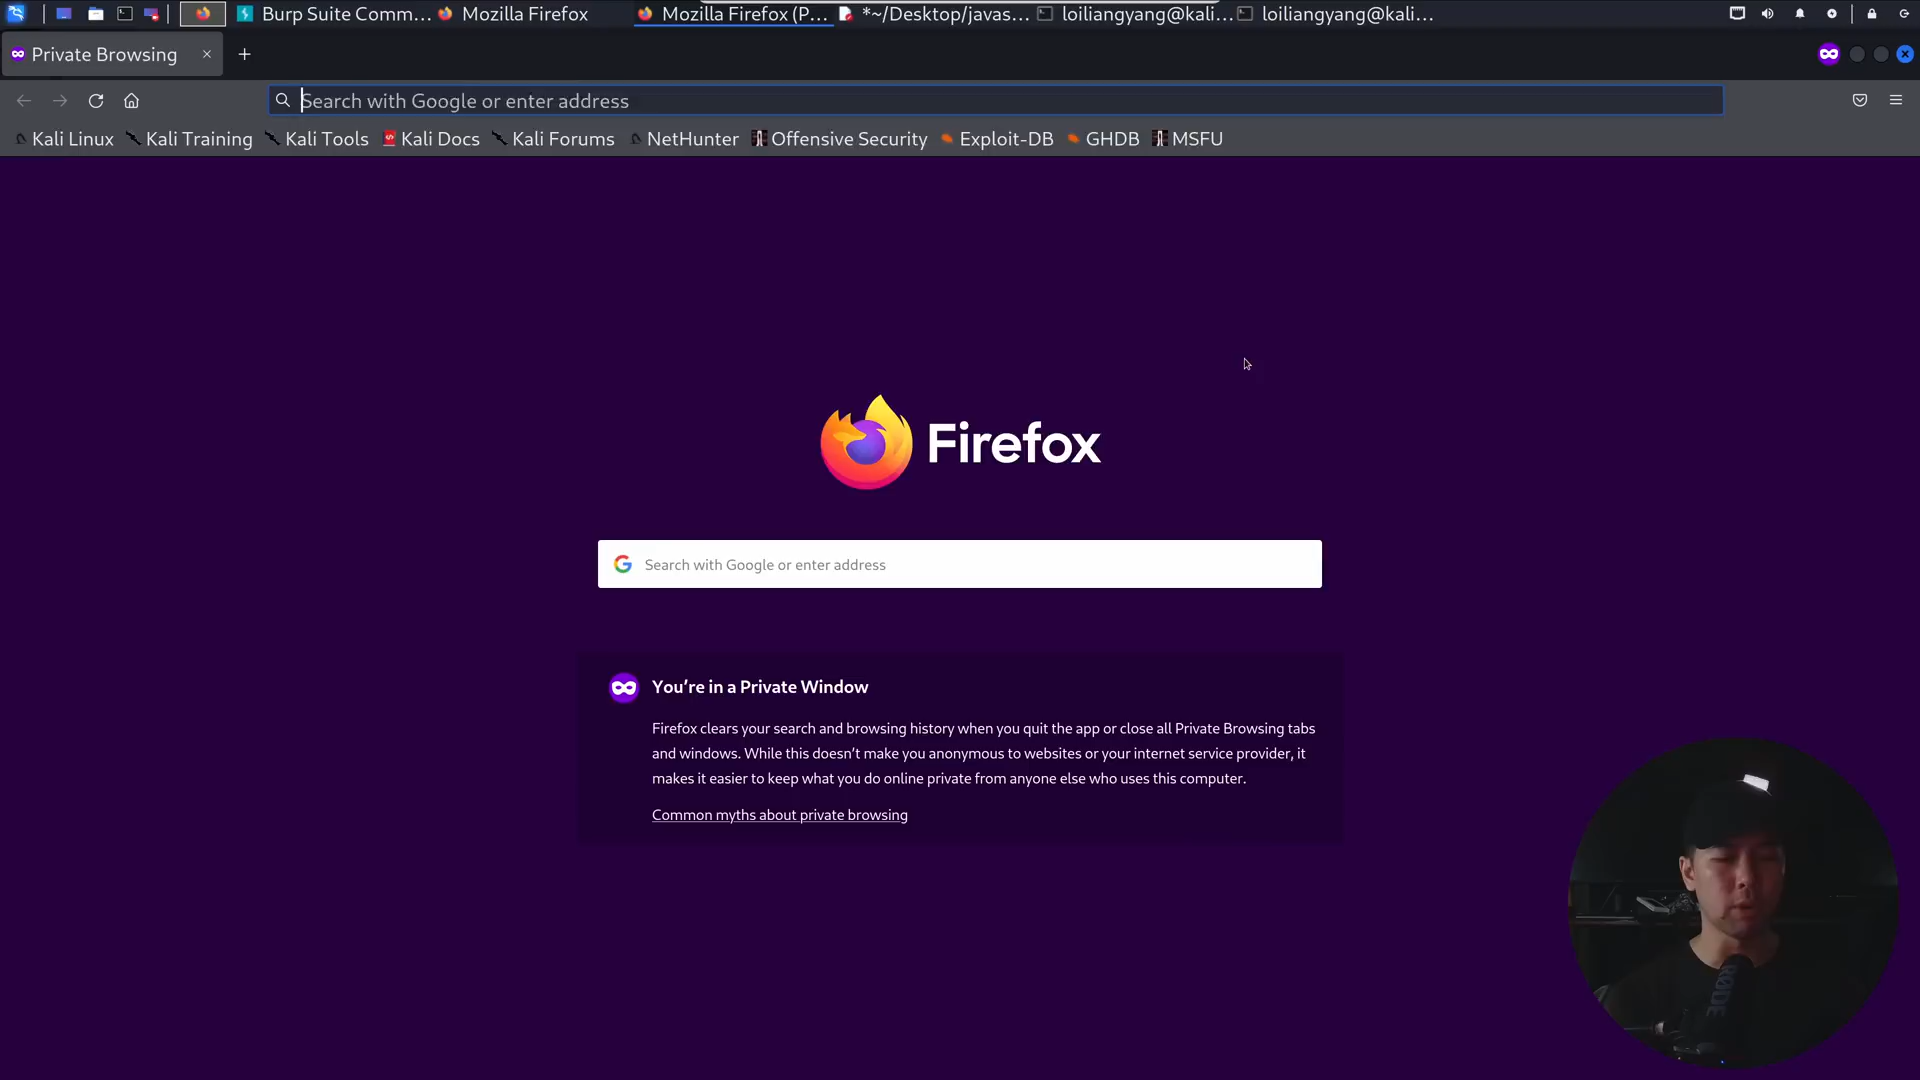 Burp Suite Comm... Mozilla Firefox Mozilla Firefox (P... *~/Desktop/javas... loiliangyang@kali... loiliangyang@kali...
Private Browsing
Search with Google or enter address
Kali Linux Kali Training Kali Tools Kali Docs Kali Forums NetHunter Offensive Security Exploit-DB GHDB MSFU
Firefox
Search with Google or enter address
You’re in a Private Window
Firefox clears your search and browsing history when you quit the app or close all Private Browsing tabs
and windows. While this doesn’t make you anonymous to websites or your internet service provider, it
makes it easier to keep what you do online private from anyone else who uses this computer.
Common myths about private browsing
RØDE